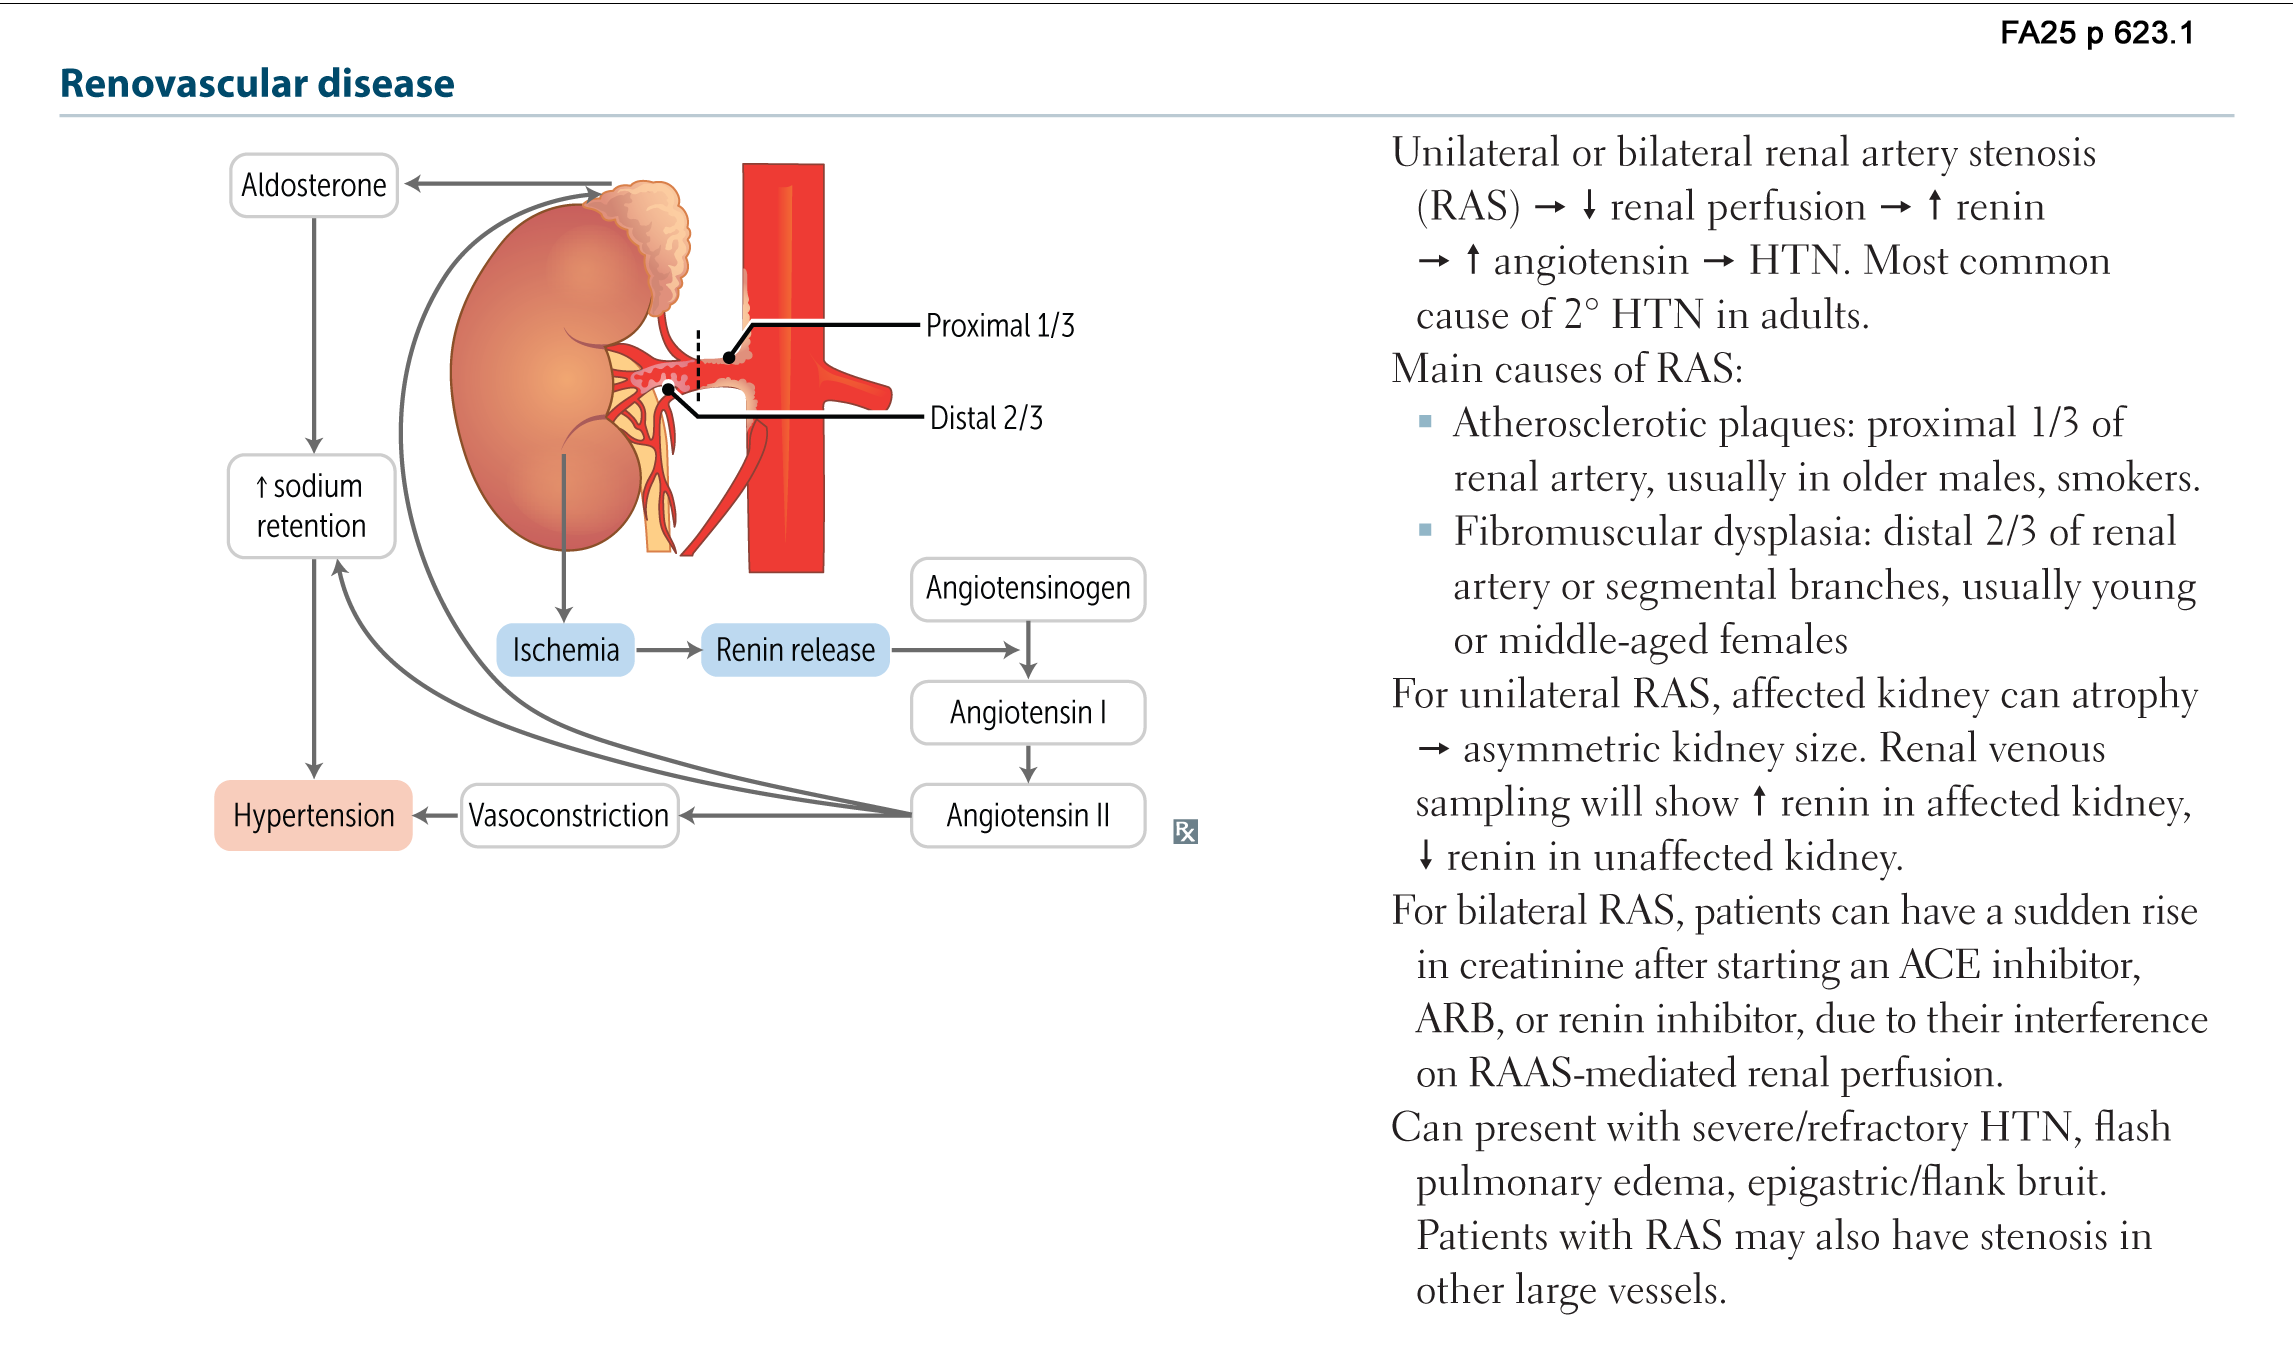 FA25 p 623.1
Renovascular disease
Aldosterone
Proximal 1/3
Distal 2/3
↑ sodium
retention
Angiotensinogen
Ischemia
Renin release
Angiotensin I
Hypertension
Vasoconstriction
Angiotensin II
Rx
Unilateral or bilateral renal artery stenosis
(RAS) → ↓ renal perfusion → ↑ renin
→ ↑ angiotensin → HTN. Most common
cause of 2° HTN in adults.
Main causes of RAS:
▪ Atherosclerotic plaques: proximal 1/3 of
renal artery, usually in older males, smokers.
▪ Fibromuscular dysplasia: distal 2/3 of renal
artery or segmental branches, usually young
or middle-aged females
For unilateral RAS, affected kidney can atrophy
→ asymmetric kidney size. Renal venous
sampling will show ↑ renin in affected kidney,
↓ renin in unaffected kidney.
For bilateral RAS, patients can have a sudden rise
in creatinine after starting an ACE inhibitor,
ARB, or renin inhibitor, due to their interference
on RAAS-mediated renal perfusion.
Can present with severe/refractory HTN, flash
pulmonary edema, epigastric/flank bruit.
Patients with RAS may also have stenosis in
other large vessels.